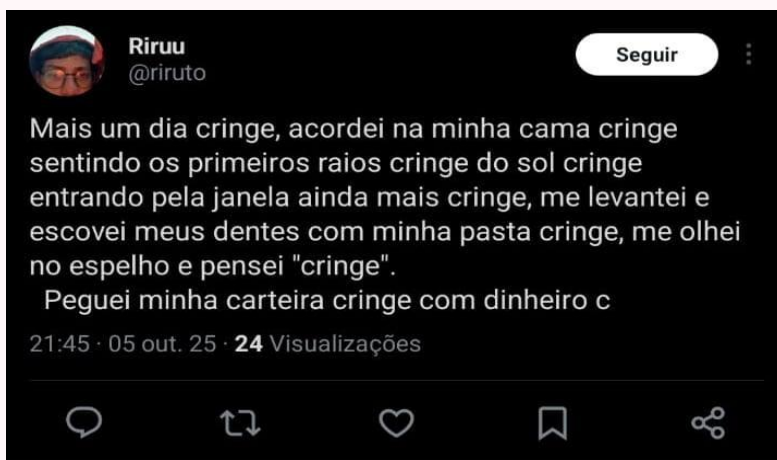 Riruu
Seguir
@riruto
Mais um dia cringe, acordei na minha cama cringe
sentindo os primeiros raios cringe do sol cringe
entrando pela janela ainda mais cringe, me levantei e
escovei meus dentes com minha pasta cringe, me olhei
no espelho e pensei "cringe".
Peguei minha carteira cringe com dinheiro c
21:45 · 05 out. 25 · 24 Visualizações